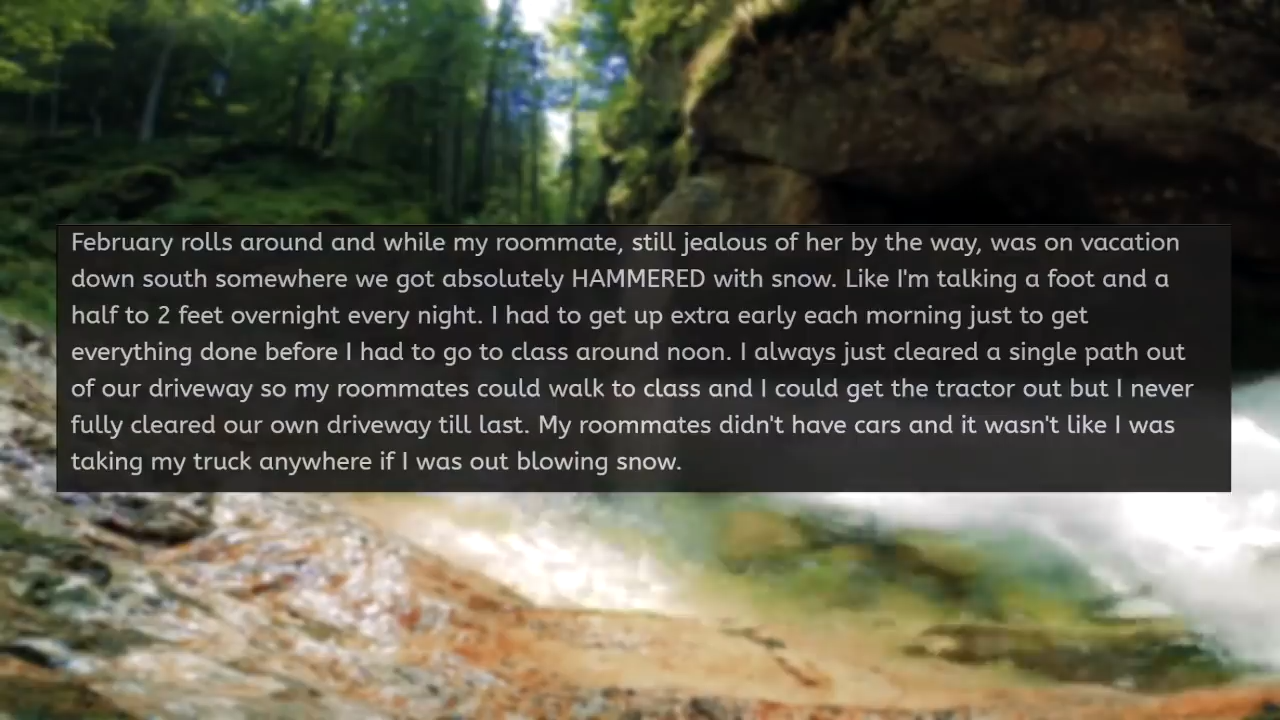 February rolls around and while my roommate, still jealous of her by the way, was on vacation
down south somewhere we got absolutely HAMMERED with snow. Like I'm talking a foot and a
half to 2 feet overnight every night. I had to get up extra early each morning just to get
everything done before I had to go to class around noon. I always just cleared a single path out
of our driveway so my roommates could walk to class and I could get the tractor out but I never
fully cleared our own driveway till last. My roommates didn't have cars and it wasn't like I was
taking my truck anywhere if I was out blowing snow.